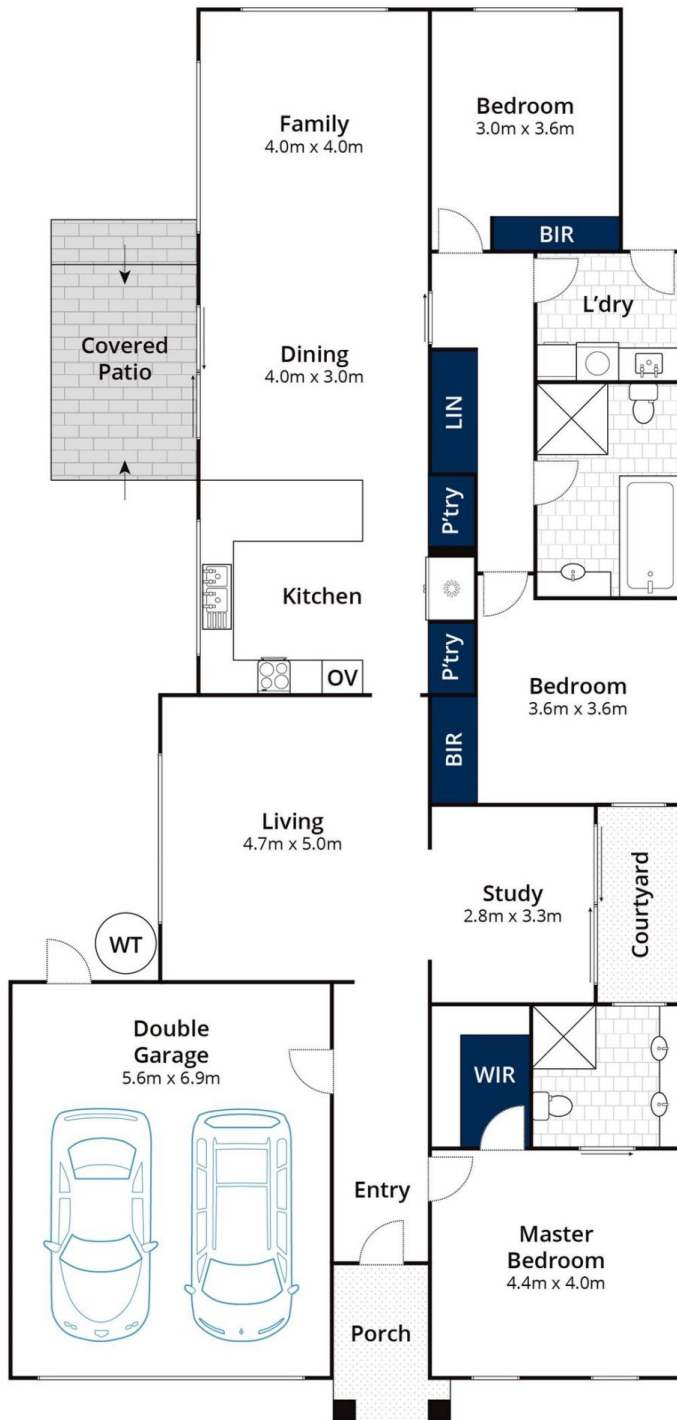 Family
4.0m x 4.0m
Bedroom
3.0m x 3.6m
BIR
L'dry
Covered
Patio
Dining
4.0m x 3.0m
LIN
P'try
Kitchen
OV
P'try
BIR
Bedroom
3.6m x 3.6m
Living
4.7m x 5.0m
Study
2.8m x 3.3m
Courtyard
WT
Double
Garage
5.6m x 6.9m
WIR
Entry
Master
Bedroom
4.4m x 4.0m
Porch